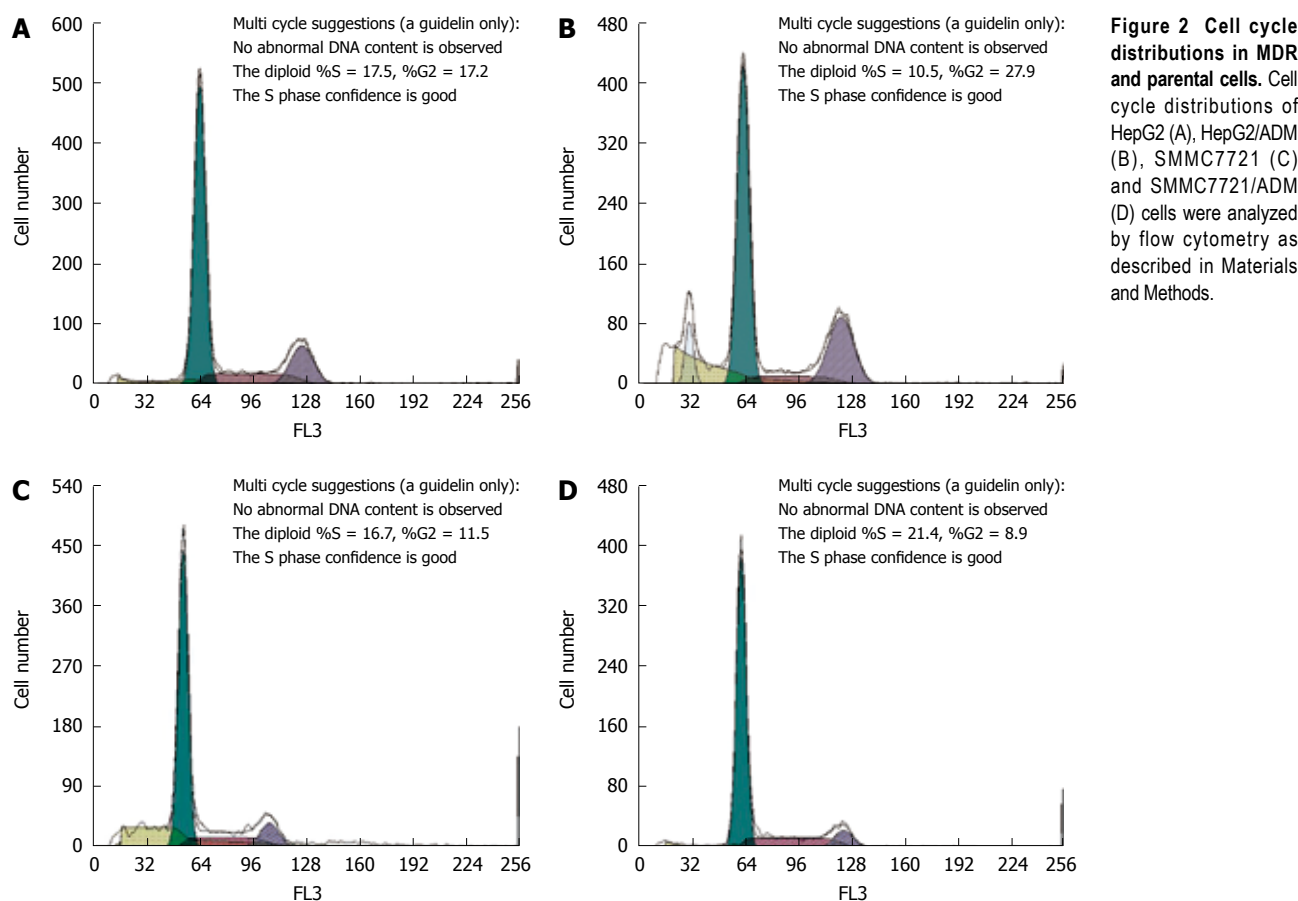 A
Multi cycle suggestions (a guidelin only):
No abnormal DNA content is observed
The diploid %S = 17.5, %G2 = 17.2
The S phase confidence is good
600
500
400
300
200
100
0
Cell number
0 32 64 96 128 160 192 224 256
FL3
B
Multi cycle suggestions (a guidelin only):
No abnormal DNA content is observed
The diploid %S = 10.5, %G2 = 27.9
The S phase confidence is good
480
400
320
240
160
80
0
Cell number
0 32 64 96 128 160 192 224 256
FL3
Figure 2 Cell cycle
distributions in MDR
and parental cells. Cell
cycle distributions of
HepG2 (A), HepG2/ADM
(B), SMMC7721 (C)
and SMMC7721/ADM
(D) cells were analyzed
by flow cytometry as
described in Materials
and Methods.
C
Multi cycle suggestions (a guidelin only):
No abnormal DNA content is observed
The diploid %S = 16.7, %G2 = 11.5
The S phase confidence is good
540
450
360
270
180
90
0
Cell number
0 32 64 96 128 160 192 224 256
FL3
D
Multi cycle suggestions (a guidelin only):
No abnormal DNA content is observed
The diploid %S = 21.4, %G2 = 8.9
The S phase confidence is good
480
400
320
240
160
80
0
Cell number
0 32 64 96 128 160 192 224 256
FL3